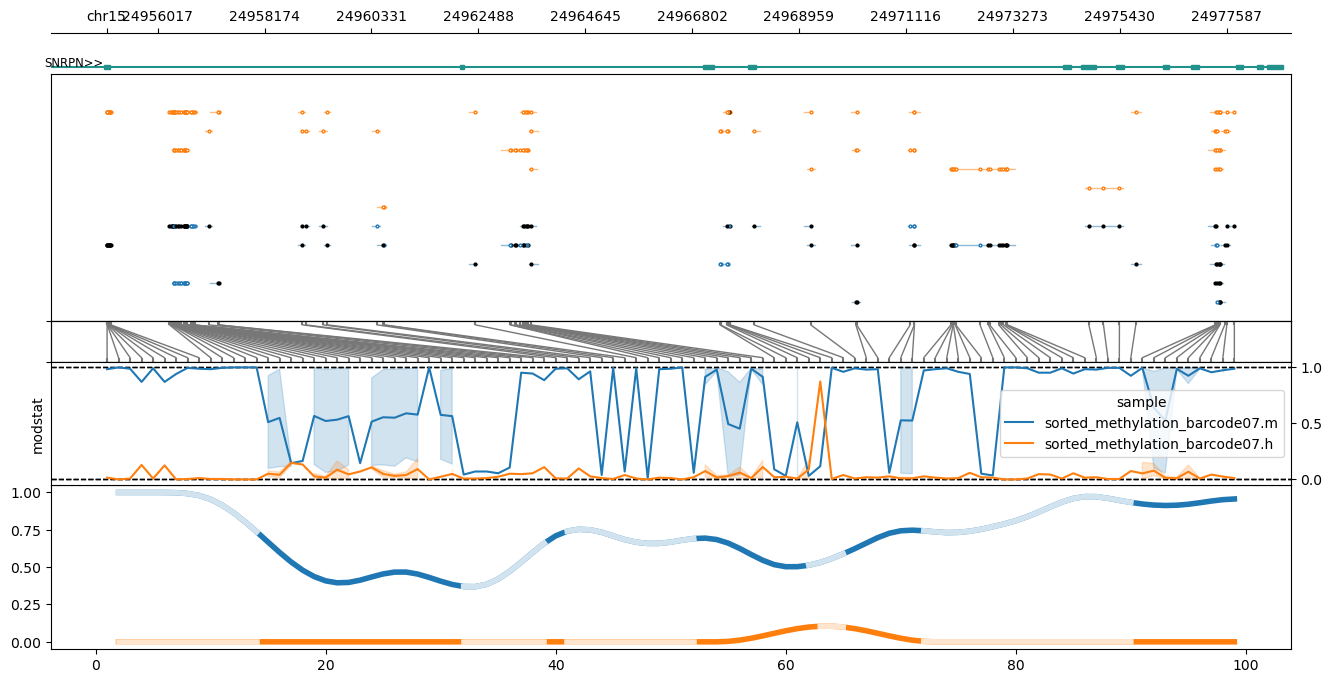 chr15 24956017 24958174 24960331 24962488 24964645 24966802 24968959 24971116 24973273 24975430 24977587
SNRPN>>
modstat
1.0
0.5
0.0
sample
sorted_methylation_barcode07.m
sorted_methylation_barcode07.h
1.00
0.75
0.50
0.25
0.00
0 20 40 60 80 100